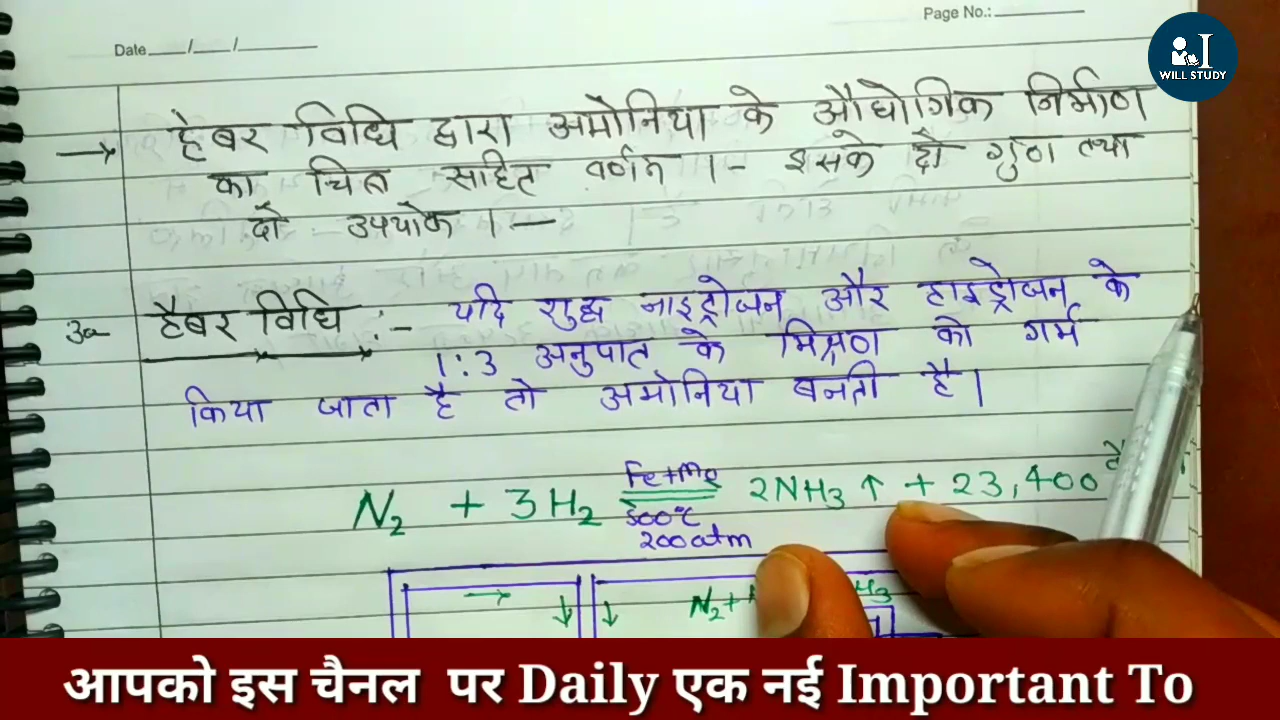 Page No.:
Date / /
I
WILL STUDY
हेबर विधि द्वारा अमोनिया के औधोगिक निर्माण
का चित्र सहित वर्णन ।- इसके दो गुण तथा
दो उपयोक ।—
उ०- हैबर विधि :- यदि शुद्ध नाइट्रोजन और हाइड्रोजन के
1:3 अनुपात के मिश्रण को गर्म
किया जाता है तो अमोनिया बनती है।
Fe+Mo
N₂ + 3H₂ 2NH₃↑ + 23,400
500°C
200atm
N₂+
आपको इस चैनल पर Daily एक नई Important To